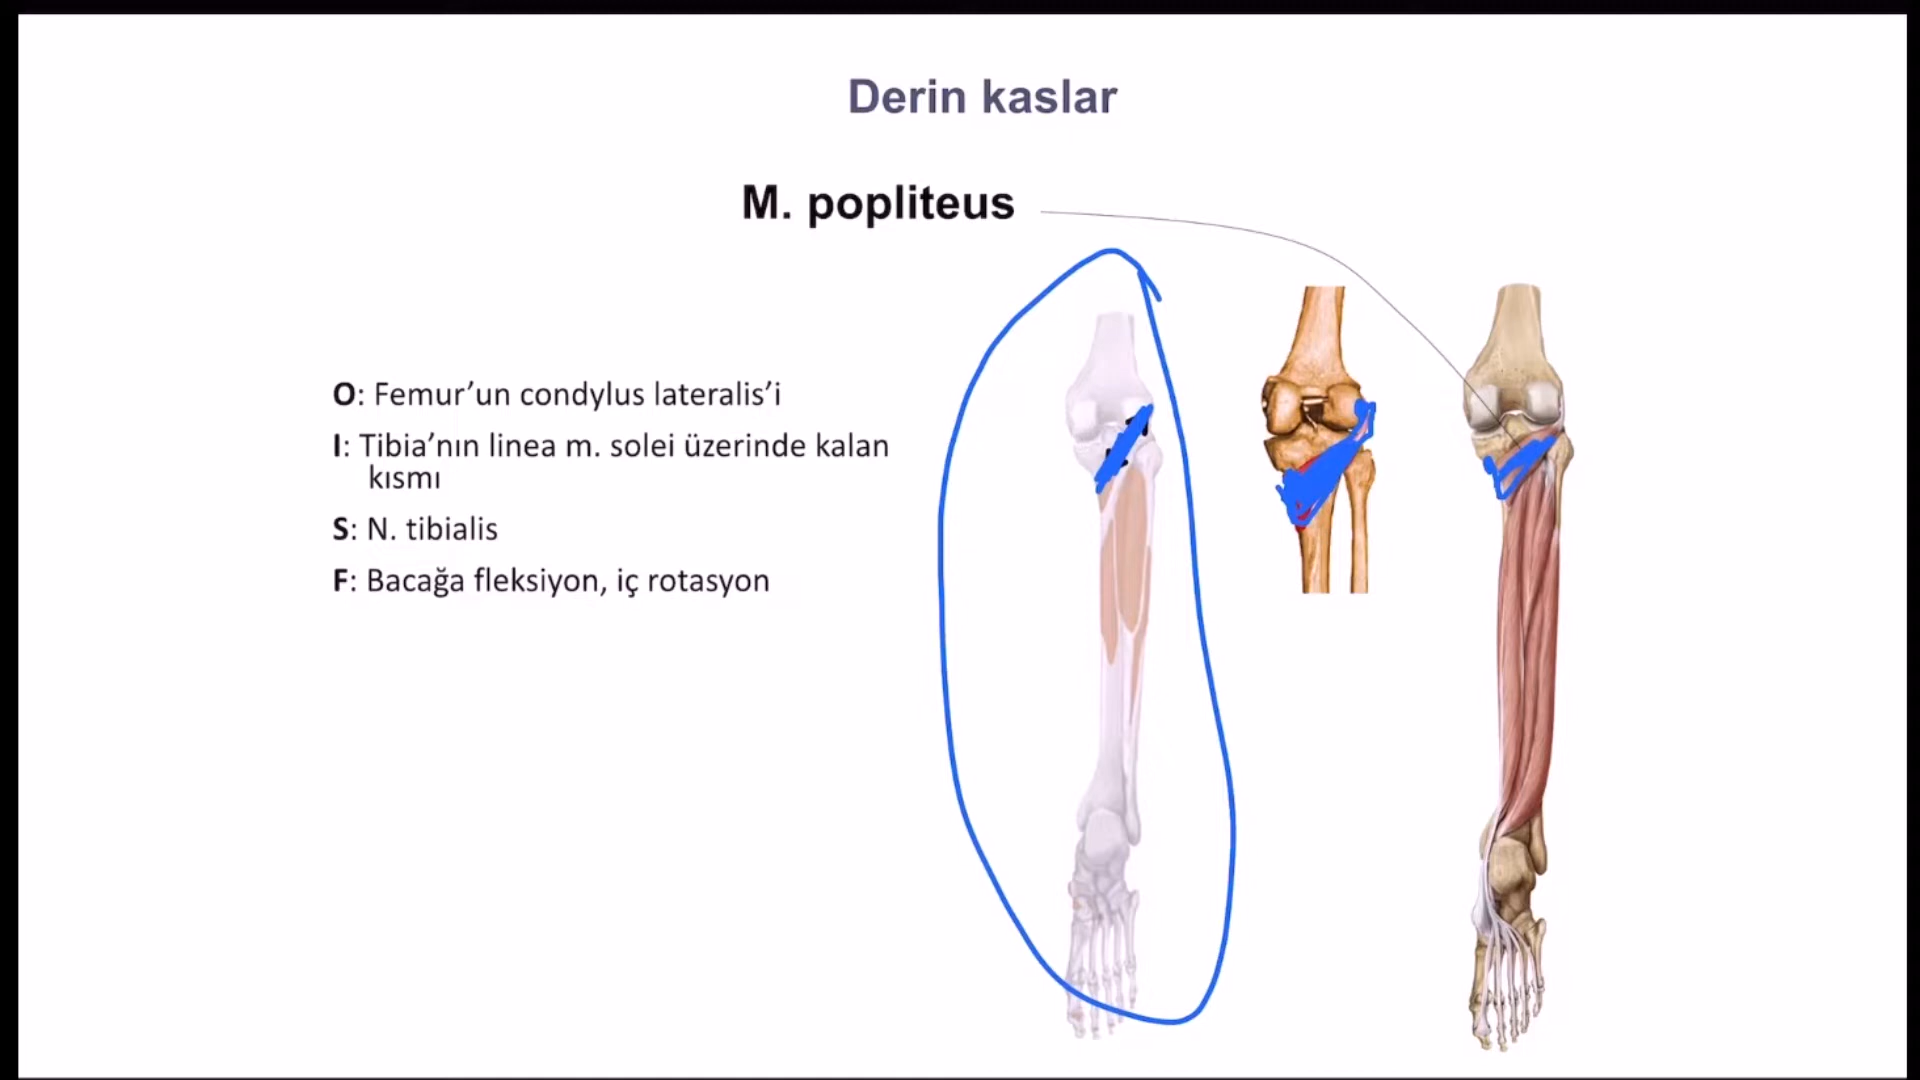 Derin kaslar
M. popliteus
O: Femur’un condylus lateralis’i
I: Tibia’nın linea m. solei üzerinde kalan
kısmı
S: N. tibialis
F: Bacağa fleksiyon, iç rotasyon